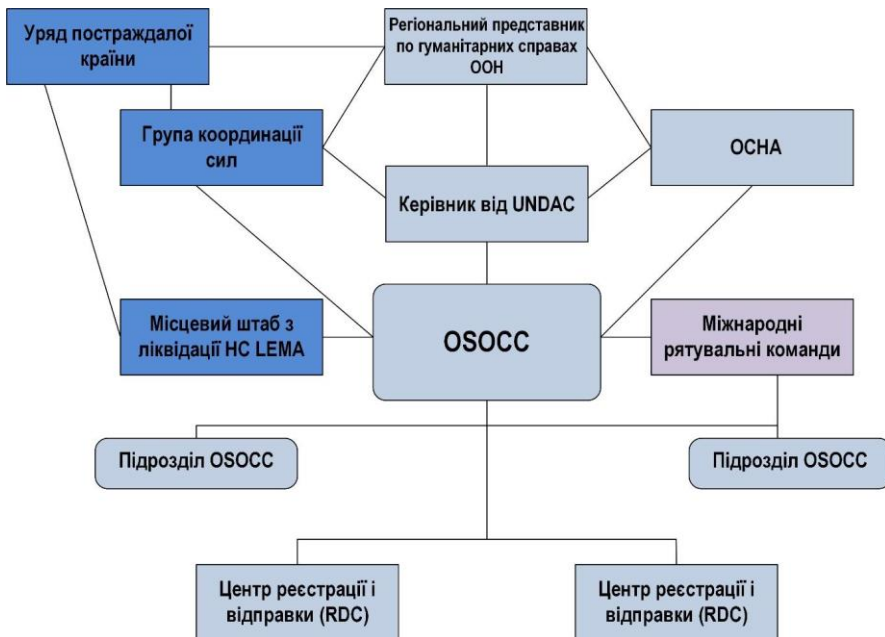 Уряд постраждалої
країни
Регіональний представник
по гуманітарних справах
ООН
Група координації
сил
ОСНА
Керівник від UNDAC
Місцевий штаб з
ліквідації НС LEMA
OSOCC
Міжнародні
рятувальні команди
Підрозділ OSOCC
Підрозділ OSOCC
Центр реєстрації і
відправки (RDC)
Центр реєстрації і
відправки (RDC)